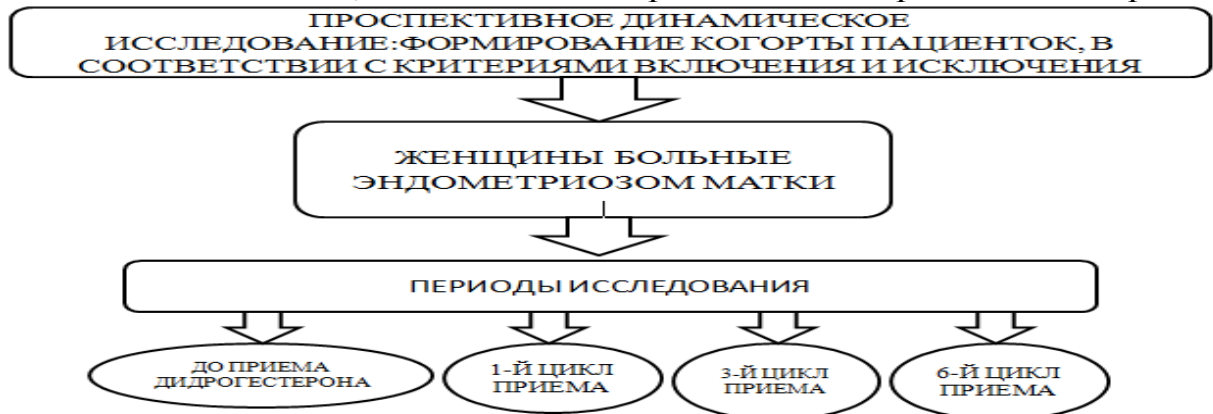 ПРОСПЕКТИВНОЕ ДИНАМИЧЕСКОЕ
ИССЛЕДОВАНИЕ:ФОРМИРОВАНИЕ КОГОРТЫ ПАЦИЕНТОК, В
СООТВЕТСТВИИ С КРИТЕРИЯМИ ВКЛЮЧЕНИЯ И ИСКЛЮЧЕНИЯ
ЖЕНЩИНЫ БОЛЬНЫЕ
ЭНДОМЕТРИОЗОМ МАТКИ
ПЕРИОДЫ ИССЛЕДОВАНИЯ
ДО ПРИЕМА
ДИДРОГЕСТЕРОНА
1-Й ЦИКЛ
ПРИЕМА
3-Й ЦИКЛ
ПРИЕМА
6-Й ЦИКЛ
ПРИЕМА